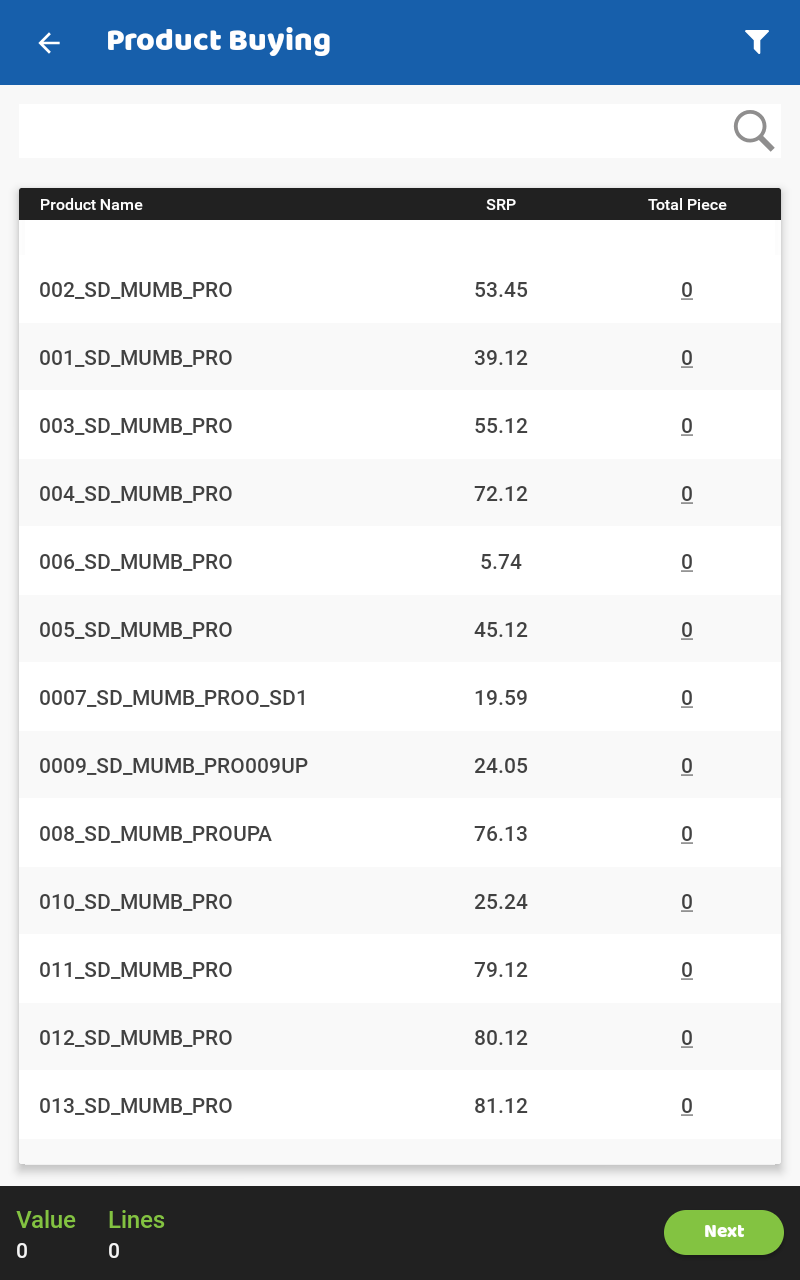 Product Buying
Product Name SRP Total Piece
002_SD_MUMB_PRO 53.45 0
001_SD_MUMB_PRO 39.12 0
003_SD_MUMB_PRO 55.12 0
004_SD_MUMB_PRO 72.12 0
006_SD_MUMB_PRO 5.74 0
005_SD_MUMB_PRO 45.12 0
0007_SD_MUMB_PROO_SD1 19.59 0
0009_SD_MUMB_PRO009UP 24.05 0
008_SD_MUMB_PROUPA 76.13 0
010_SD_MUMB_PRO 25.24 0
011_SD_MUMB_PRO 79.12 0
012_SD_MUMB_PRO 80.12 0
013_SD_MUMB_PRO 81.12 0
Value Lines
0 0
Next